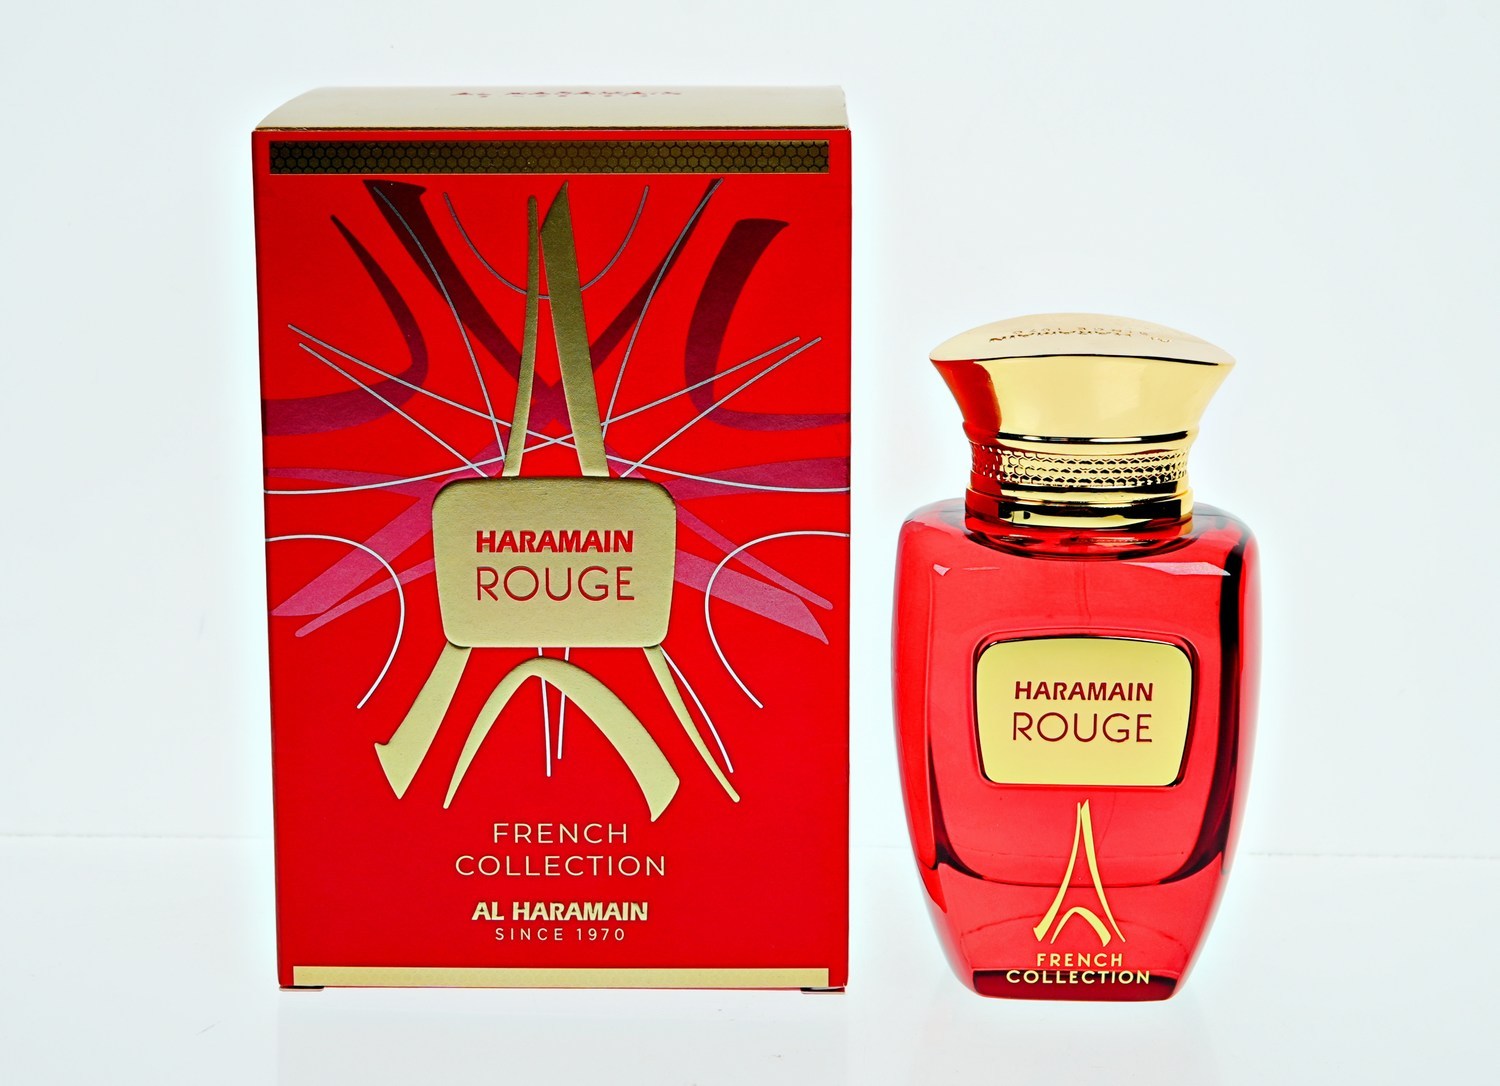 HARAMAIN
ROUGE
FRENCH
COLLECTION
AL HARAMAIN
SINCE 1970
HARAMAIN
ROUGE
FRENCH
COLLECTION